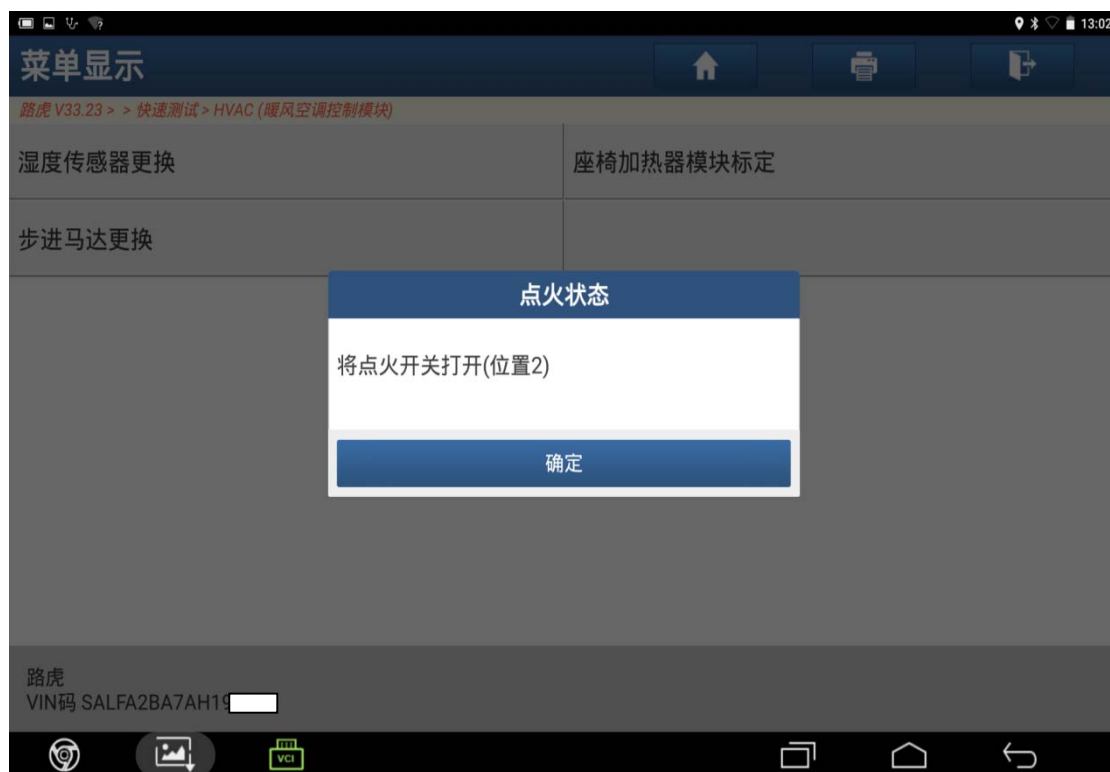 13:02
菜单显示
路虎 V33.23 > > 快速测试 > HVAC (暖风空调控制模块)
湿度传感器更换
座椅加热器模块标定
步进马达更换
点火状态
将点火开关打开(位置2)
确定
路虎
VIN码 SALFA2BA7AH19
VCI